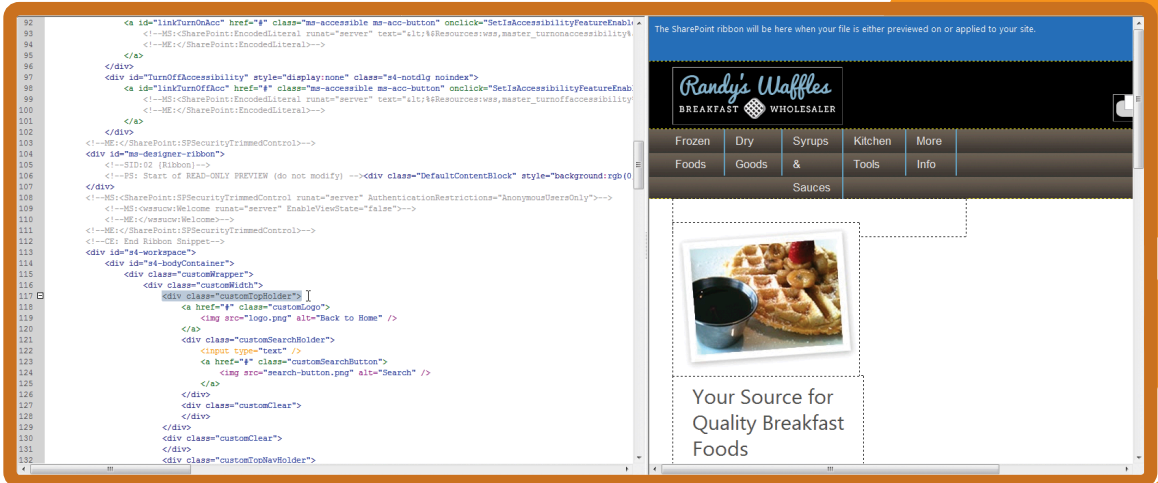 92 <a id="linkTurnOnAcc" href="#" class="ms-accessible ms-acc-button" onclick="SetIsAccessibilityFeatureEnabl
93 <!--MS:<SharePoint:EncodedLiteral runat="server" text="&lt;%$Resources:wss,master_turnonaccessibility%
94 <!--ME:</SharePoint:EncodedLiteral>-->
95 </a>
96 </div>
97 <div id="TurnOffAccessibility" style="display:none" class="s4-notdlg noindex">
98 <a id="linkTurnOffAcc" href="#" class="ms-accessible ms-acc-button" onclick="SetIsAccessibilityFeatureEnabl
99 <!--MS:<SharePoint:EncodedLiteral runat="server" text="&lt;%$Resources:wss,master_turnoffaccessibility
100 <!--ME:</SharePoint:EncodedLiteral>-->
101 </a>
102 </div>
103 <!--ME:</SharePoint:SPSecurityTrimmedControl>-->
104 <div id="ms-designer-ribbon">
105 <!--SID:02 {Ribbon}-->
106 <!--PS: Start of READ-ONLY PREVIEW (do not modify) --><div class="DefaultContentBlock" style="background:rgb(0
107 </div>
108 <!--MS:<SharePoint:SPSecurityTrimmedControl runat="server" AuthenticationRestrictions="AnonymousUsersOnly">-->
109 <!--MS:<wssucw:Welcome runat="server" EnableViewState="false">-->
110 <!--ME:</wssucw:Welcome>-->
111 <!--ME:</SharePoint:SPSecurityTrimmedControl>-->
112 <!--CE: End Ribbon Snippet-->
113 <div id="s4-workspace">
114 <div id="s4-bodyContainer">
115 <div class="customWrapper">
116 <div class="customWidth">
117 <div class="customTopHolder">
118 <a href="#" class="customLogo">
119 <img src="logo.png" alt="Back to Home" />
120 </a>
121 <div class="customSearchHolder">
122 <input type="text" />
123 <a href="#" class="customSearchButton">
124 <img src="search-button.png" alt="Search" />
125 </a>
126 </div>
127 <div class="customClear">
128 </div>
129 </div>
130 <div class="customClear">
131 </div>
132 <div class="customTopNavHolder">
The SharePoint ribbon will be here when your file is either previewed on or applied to your site.
Randy's Waffles
BREAKFAST WHOLESALER
Frozen Dry Syrups Kitchen More
Foods Goods & Tools Info
Sauces
Your Source for
Quality Breakfast
Foods